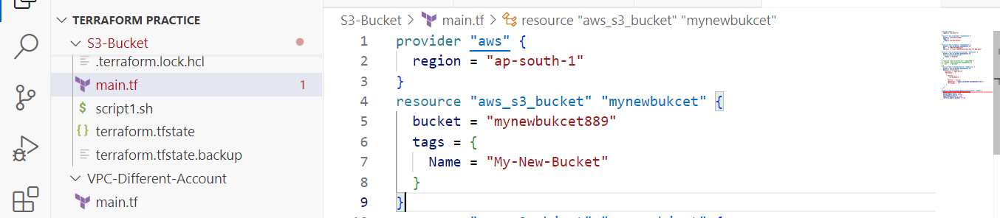 TERRAFORM PRACTICE
S3-Bucket
.terraform.lock.hcl
main.tf 1
script1.sh
terraform.tfstate
terraform.tfstate.backup
VPC-Different-Account
main.tf
S3-Bucket > main.tf > resource "aws_s3_bucket" "mynewbukcet"
1 provider "aws" {
2 region = "ap-south-1"
3 }
4 resource "aws_s3_bucket" "mynewbukcet" {
5 bucket = "mynewbukcet889"
6 tags = {
7 Name = "My-New-Bucket"
8 }
9 }